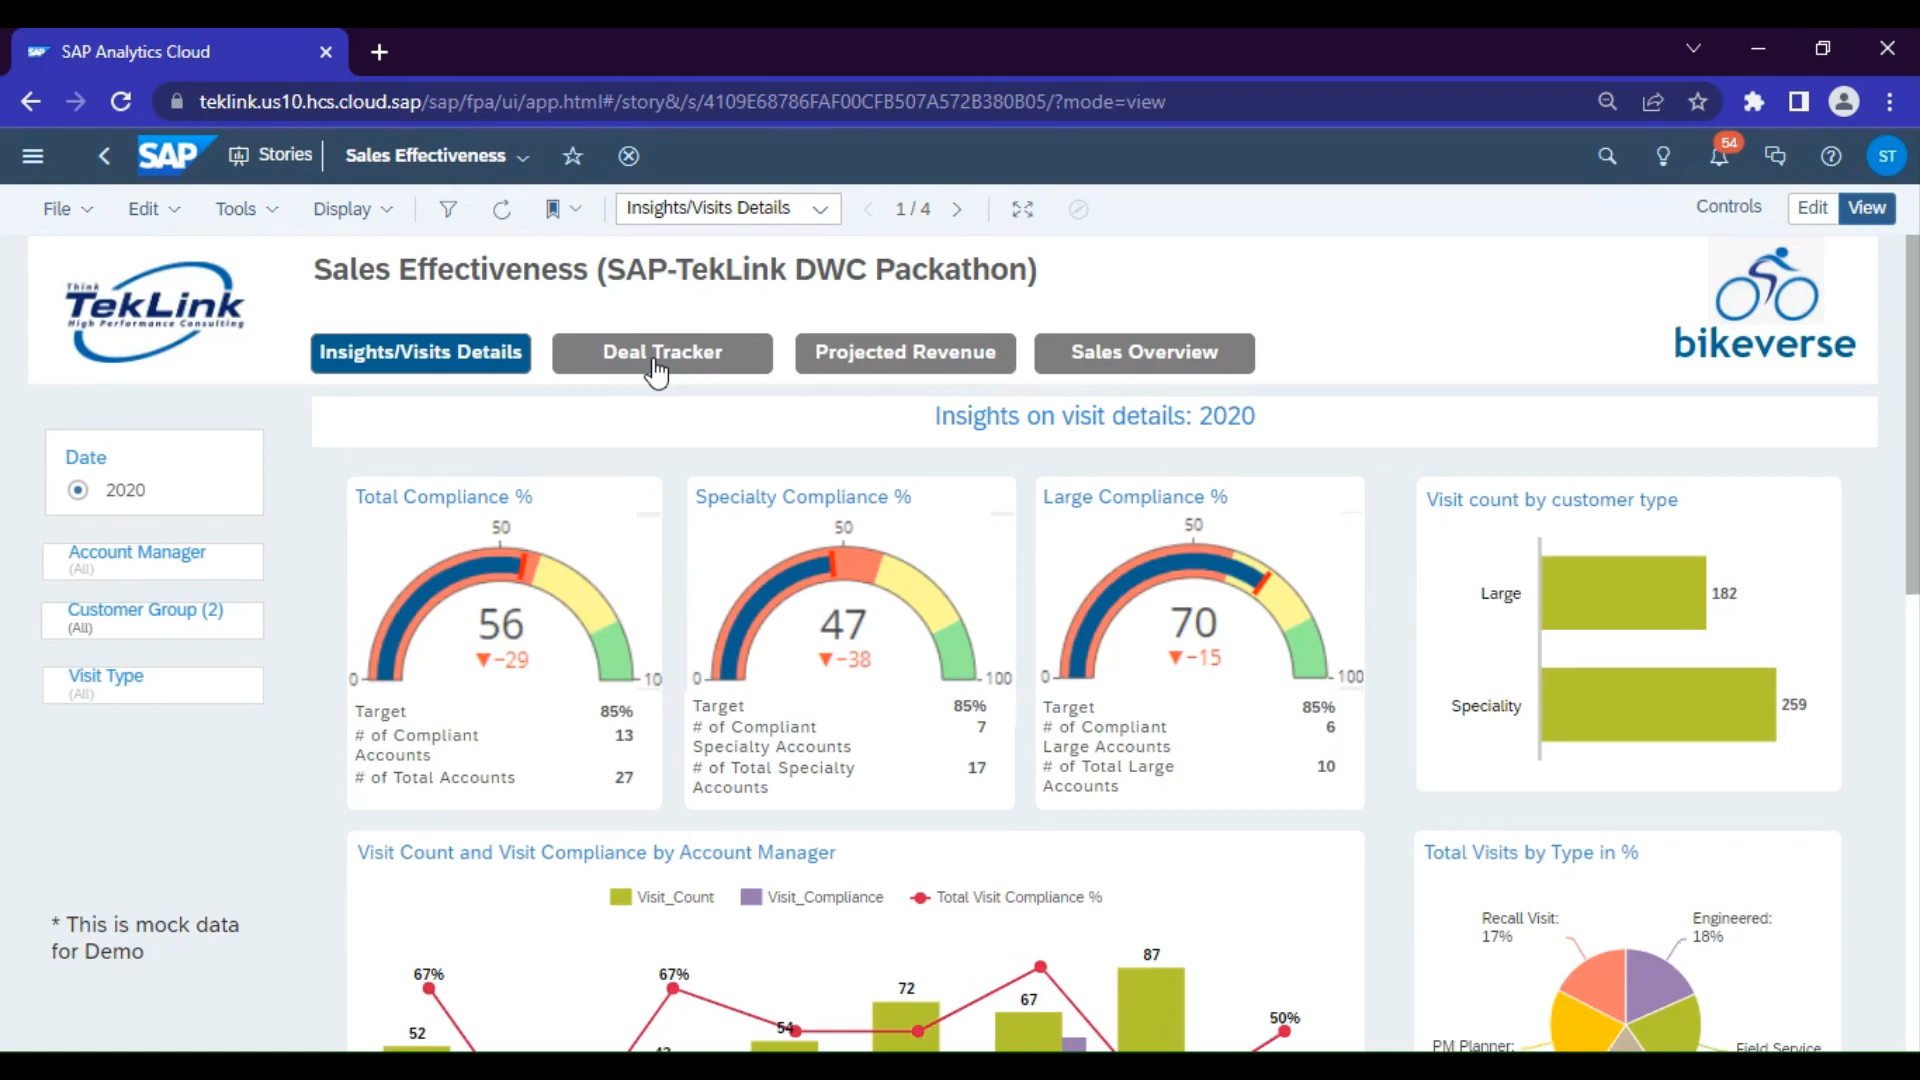 SAP SAP Analytics Cloud
teklink.us10.hcs.cloud.sap/sap/fpa/ui/app.html#/story&/s/4109E68786FAF00CFB507A572B380B05/?mode=view
SAP Stories Sales Effectiveness 54 ST
File Edit Tools Display Insights/Visits Details 1/4 Controls Edit View
Think
TekLink
High Performance Consulting
Sales Effectiveness (SAP-TekLink DWC Packathon)
bikeverse
Insights/Visits Details Deal Tracker Projected Revenue Sales Overview
Insights on visit details: 2020
Date
2020
Account Manager
(All)
Customer Group (2)
(All)
Visit Type
(All)
* This is mock data
for Demo
Total Compliance %
50
56
▼-29
0 10
Target 85%
# of Compliant 13
Accounts
# of Total Accounts 27
Specialty Compliance %
50
47
▼-38
0 100
Target 85%
# of Compliant 7
Specialty Accounts
# of Total Specialty 17
Accounts
Large Compliance %
50
70
▼-15
0 100
Target 85%
# of Compliant 6
Large Accounts
# of Total Large 10
Accounts
Visit count by customer type
Large 182
Speciality 259
Visit Count and Visit Compliance by Account Manager
Visit_Count Visit_Compliance Total Visit Compliance %
87
67% 67%
72
67
54
50%
52
Total Visits by Type in %
Recall Visit: Engineered:
17% 18%
PM Planner: Field Service: